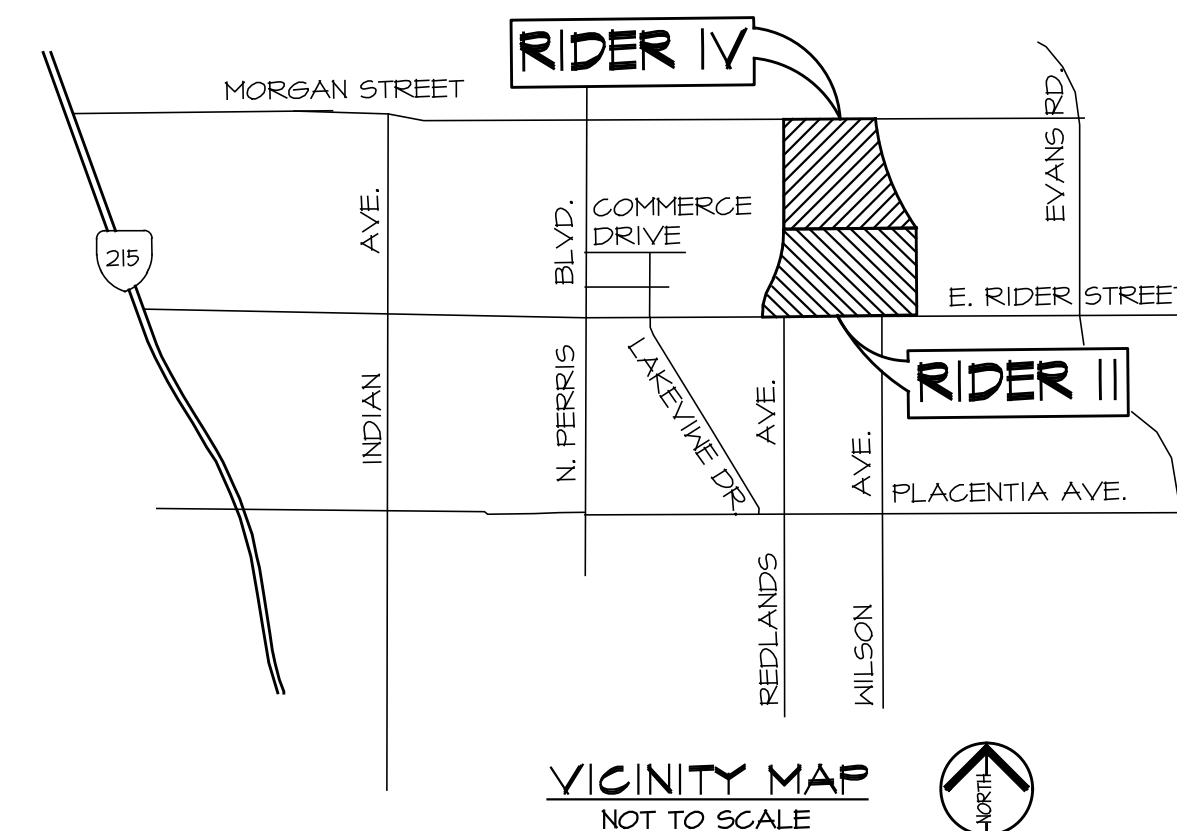 RIDER IV
MORGAN STREET
EVANS RD.
COMMERCE
DRIVE
215
INDIAN AVE.
N. PERRIS BLVD.
E. RIDER STREET
LAKEVIWE DR.
RIDER II
REDLANDS AVE.
WILSON AVE.
PLACENTIA AVE.
VICINITY MAP
NOT TO SCALE
NORTH